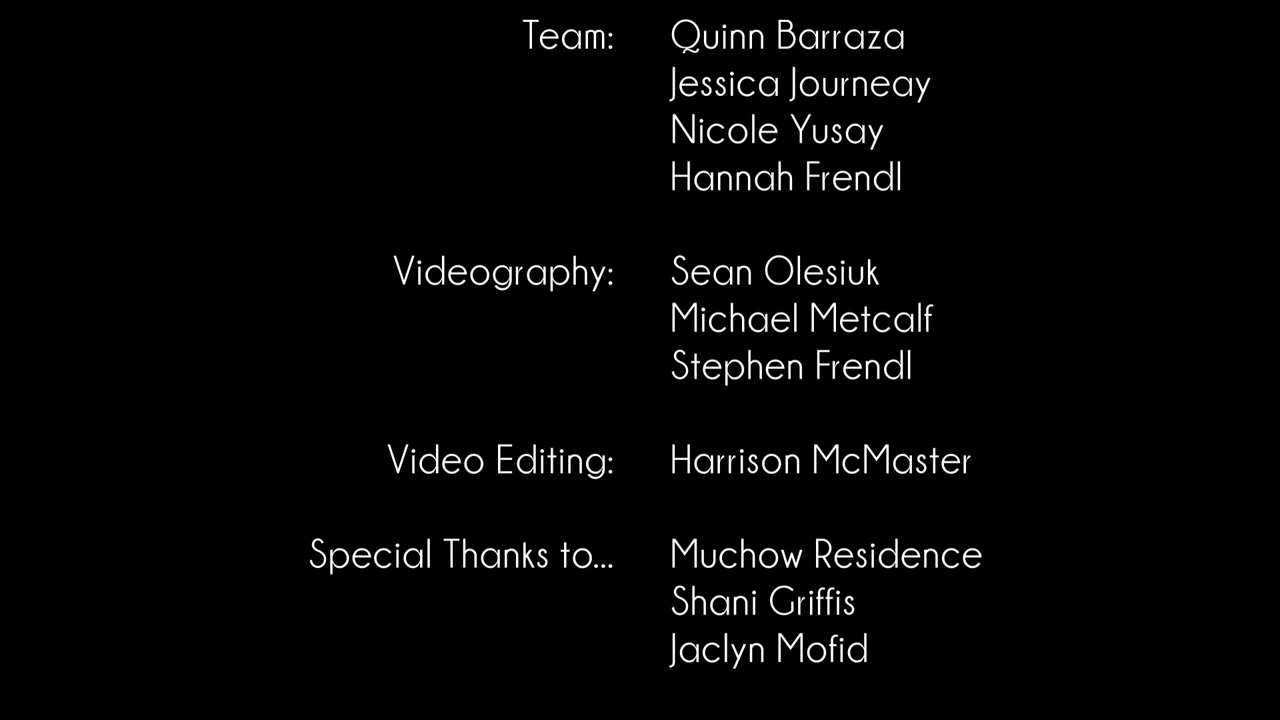 Team: Quinn Barraza
Jessica Journeay
Nicole Yusay
Hannah Frendl
Videography: Sean Olesiuk
Michael Metcalf
Stephen Frendl
Video Editing: Harrison McMaster
Special Thanks to... Muchow Residence
Shani Griffis
Jaclyn Mofid